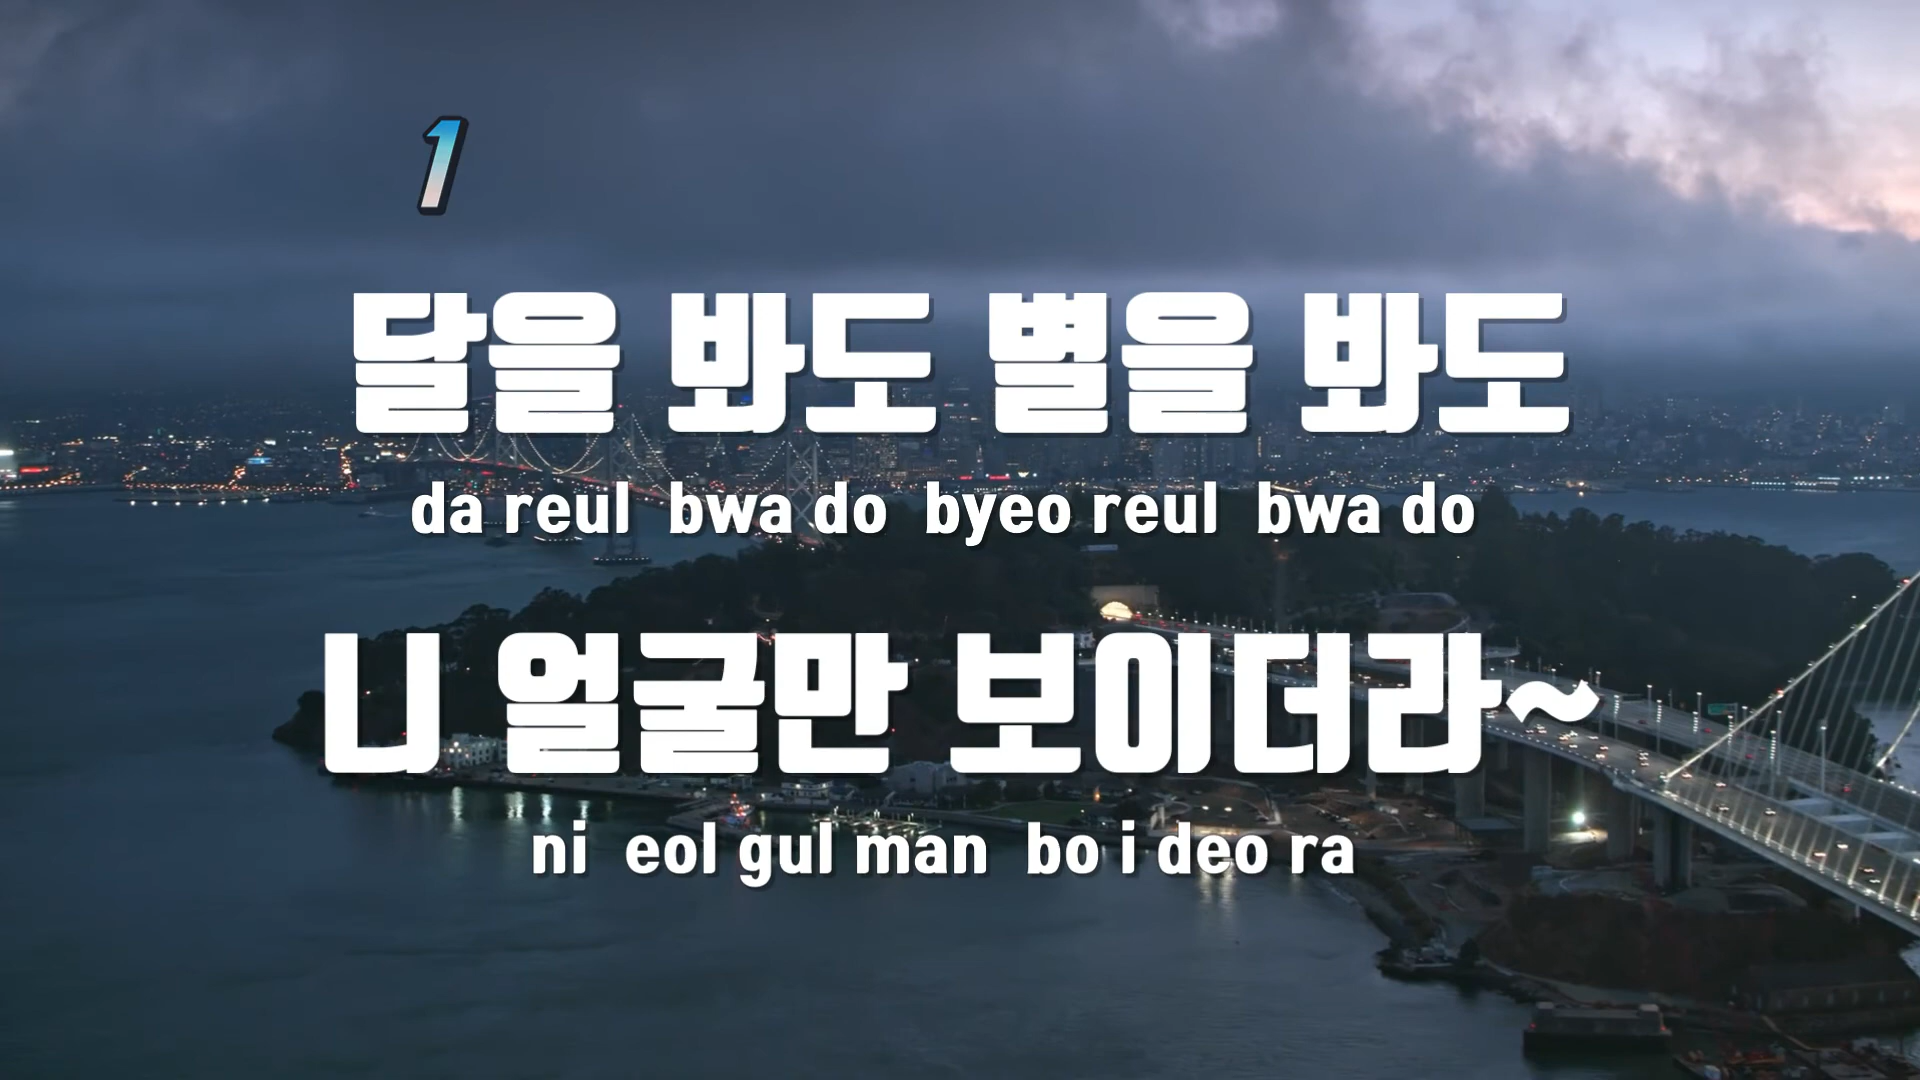 1
달을 봐도 별을 봐도
da reul bwa do byeo reul bwa do
니 얼굴만 보이더라~
ni eol gul man bo i deo ra